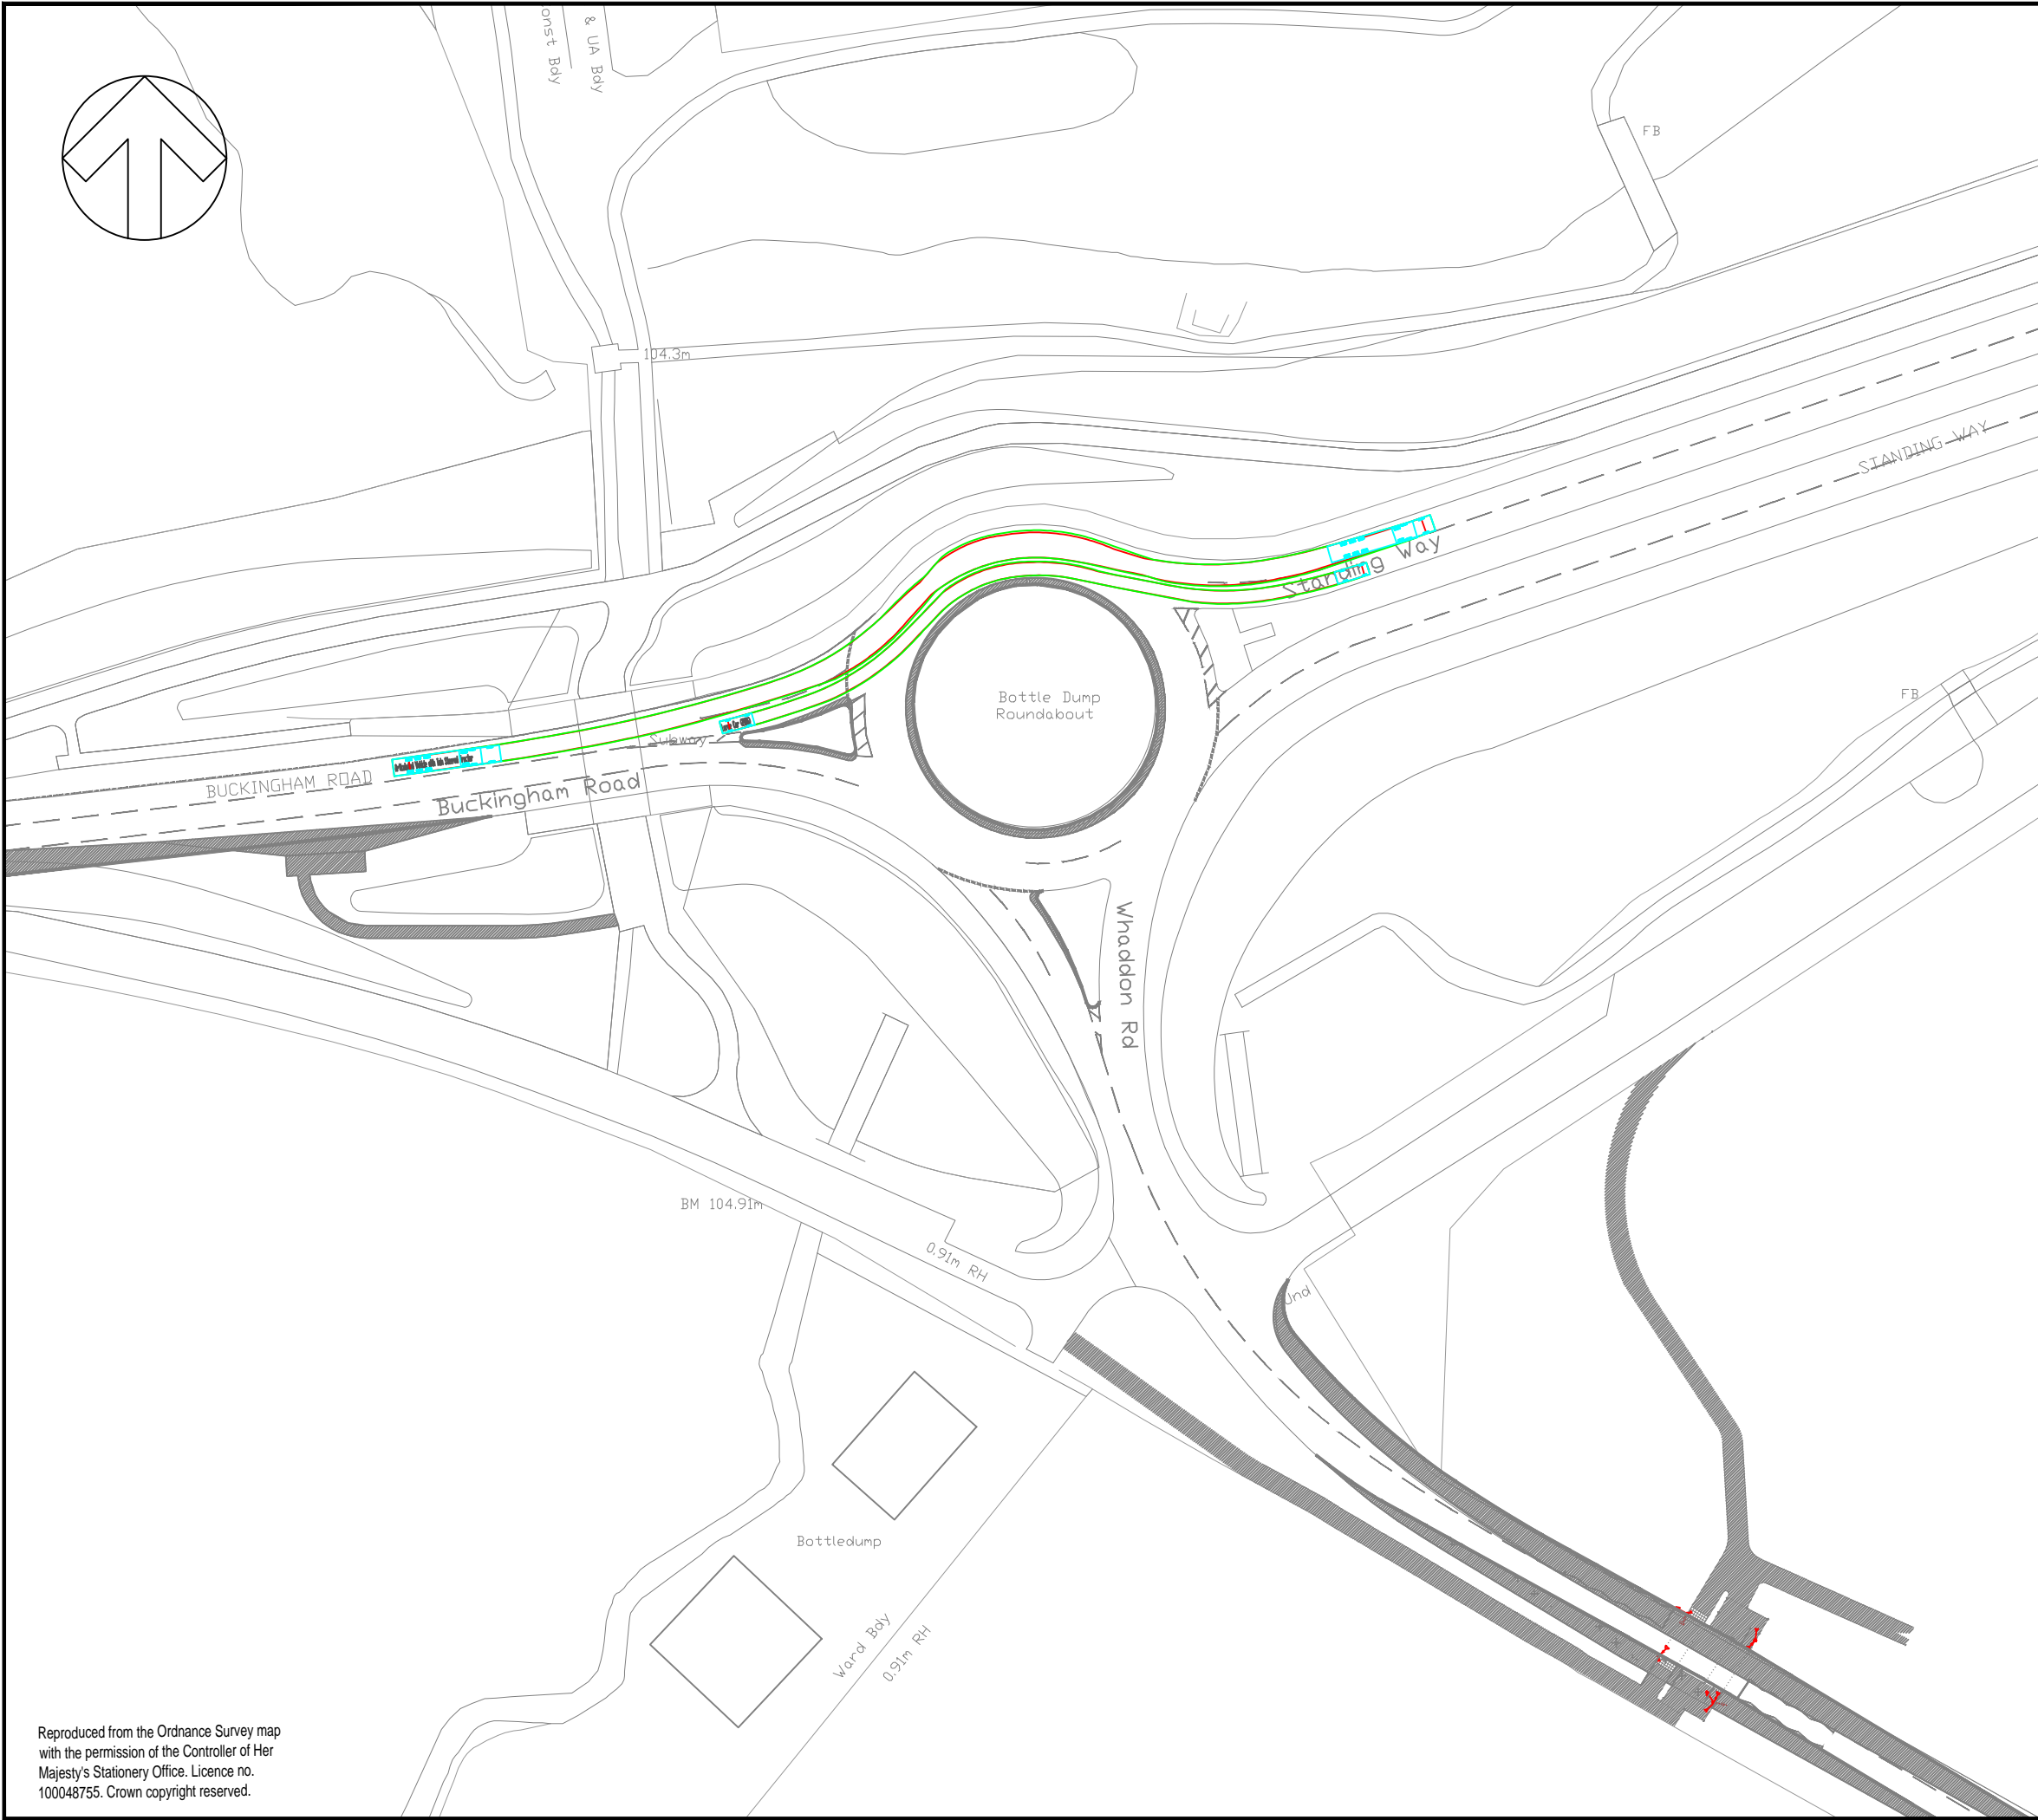 onst Bdy
& UA Bdy
FB
104.3m
STANDING WAY
Standing Way
Bottle Dump
Roundabout
FB
Subway
BUCKINGHAM ROAD
Buckingham Road
Whaddon Rd
BM 104.91m
0.91m RH
Und
Bottledump
Ward Bdy
0.91m RH
Reproduced from the Ordnance Survey map
with the permission of the Controller of Her
Majesty's Stationery Office. Licence no.
100048755. Crown copyright reserved.